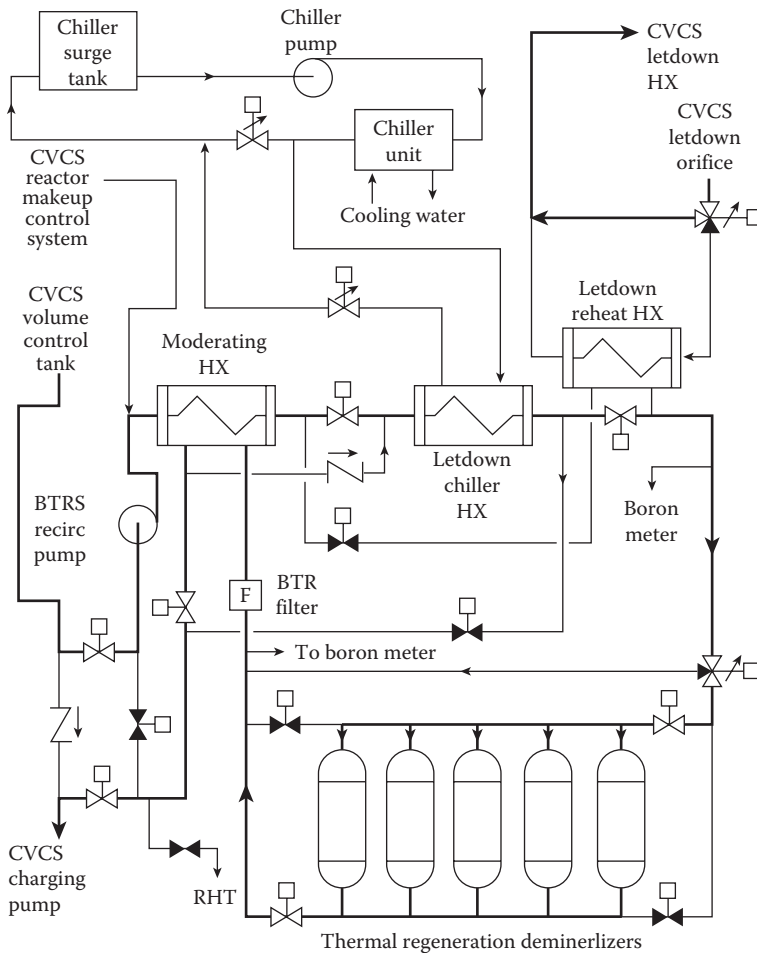 Chiller
surge
tank
Chiller
pump
CVCS
letdown
HX
CVCS
letdown
orifice
Chiller
unit
Cooling water
CVCS
reactor
makeup
control
system
CVCS
volume
control
tank
Moderating
HX
Letdown
reheat HX
Letdown
chiller
HX
Boron
meter
BTRS
recirc
pump
F
BTR
filter
To boron meter
CVCS
charging
pump
RHT
Thermal regeneration deminerlizers